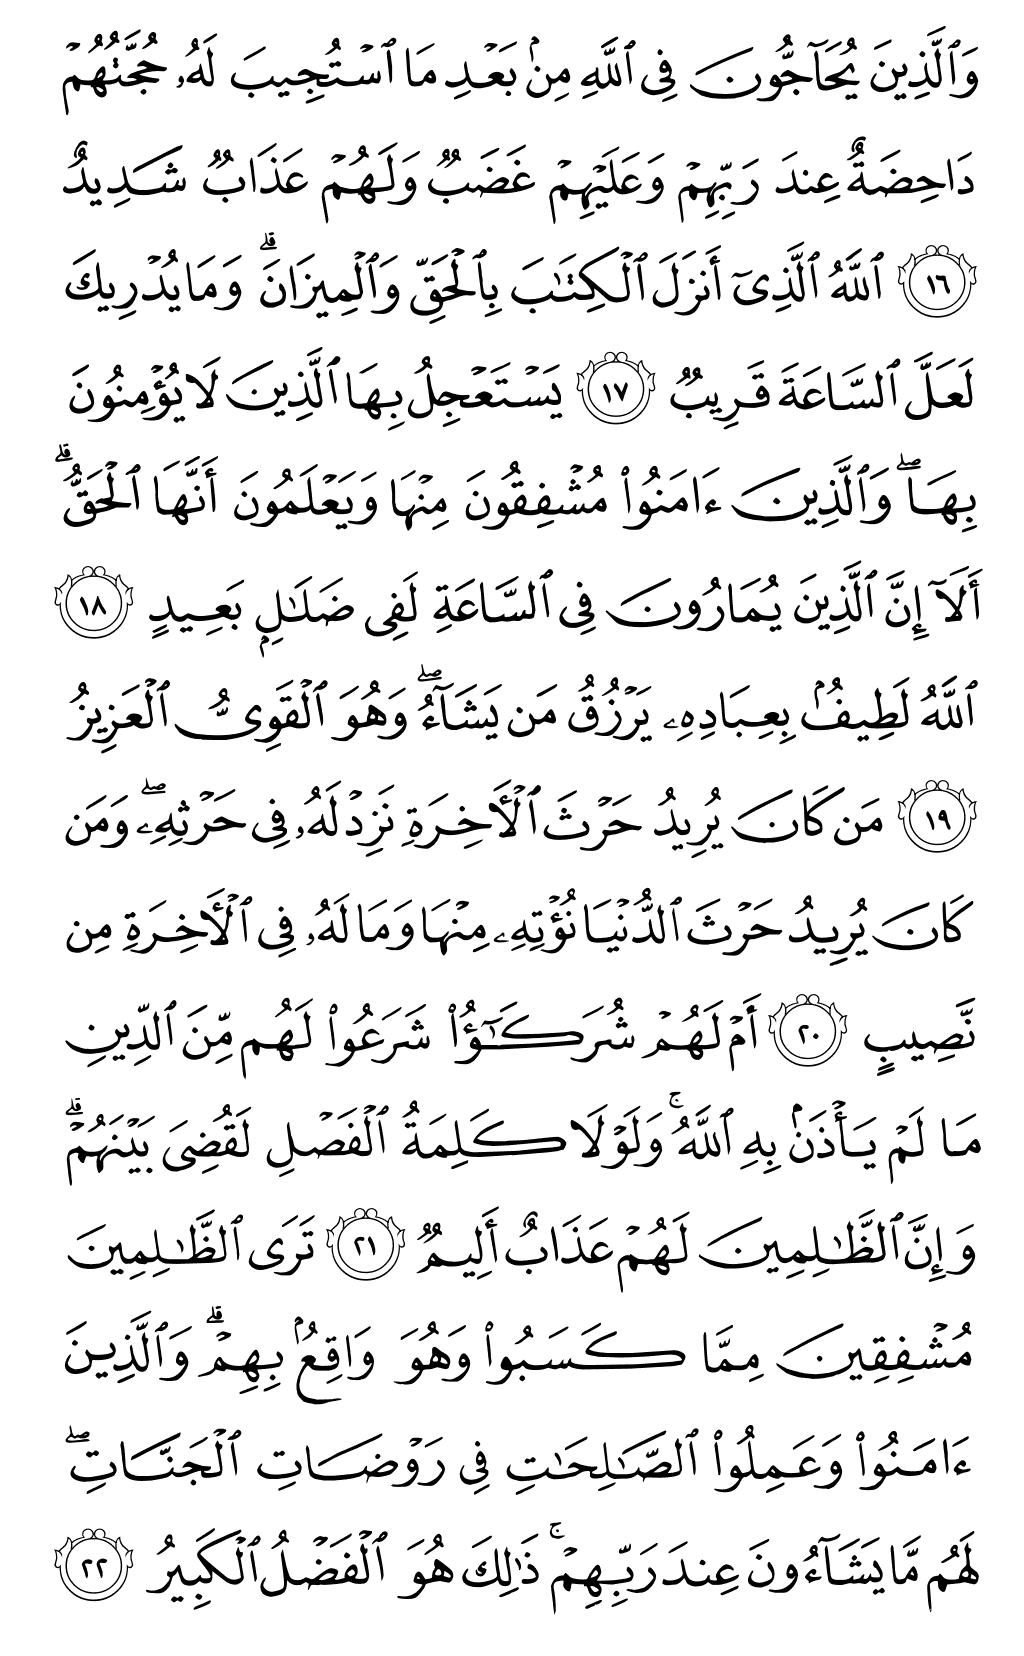 وَٱلَّذِينَ يُحَآجُّونَ فِى ٱللَّهِ مِنۢ بَعْدِ مَا ٱسْتُجِيبَ لَهُۥ حُجَّتُهُمْ
دَاحِضَةٌ عِندَ رَبِّهِمْ وَعَلَيْهِمْ غَضَبٌ وَلَهُمْ عَذَابٌ شَدِيدٌ
١٦ ٱللَّهُ ٱلَّذِىٓ أَنزَلَ ٱلْكِتَـٰبَ بِٱلْحَقِّ وَٱلْمِيزَانَ ۗ وَمَا يُدْرِيكَ
لَعَلَّ ٱلسَّاعَةَ قَرِيبٌ ١٧ يَسْتَعْجِلُ بِهَا ٱلَّذِينَ لَا يُؤْمِنُونَ
بِهَا ۖ وَٱلَّذِينَ ءَامَنُوا۟ مُشْفِقُونَ مِنْهَا وَيَعْلَمُونَ أَنَّهَا ٱلْحَقُّ ۗ
أَلَآ إِنَّ ٱلَّذِينَ يُمَارُونَ فِى ٱلسَّاعَةِ لَفِى ضَلَـٰلٍۭ بَعِيدٍ ١٨
ٱللَّهُ لَطِيفٌۢ بِعِبَادِهِۦ يَرْزُقُ مَن يَشَآءُ ۖ وَهُوَ ٱلْقَوِىُّ ٱلْعَزِيزُ
١٩ مَن كَانَ يُرِيدُ حَرْثَ ٱلْـَٔاخِرَةِ نَزِدْ لَهُۥ فِى حَرْثِهِۦ ۖ وَمَن
كَانَ يُرِيدُ حَرْثَ ٱلدُّنْيَا نُؤْتِهِۦ مِنْهَا وَمَا لَهُۥ فِى ٱلْـَٔاخِرَةِ مِن
نَّصِيبٍ ٢٠ أَمْ لَهُمْ شُرَكَـٰٓؤُا۟ شَرَعُوا۟ لَهُم مِّنَ ٱلدِّينِ
مَا لَمْ يَأْذَنۢ بِهِ ٱللَّهُ ۚ وَلَوْلَا كَلِمَةُ ٱلْفَصْلِ لَقُضِىَ بَيْنَهُمْ ۗ
وَإِنَّ ٱلظَّـٰلِمِينَ لَهُمْ عَذَابٌ أَلِيمٌ ٢١ تَرَى ٱلظَّـٰلِمِينَ
مُشْفِقِينَ مِمَّا كَسَبُوا۟ وَهُوَ وَاقِعٌۢ بِهِمْ ۗ وَٱلَّذِينَ
ءَامَنُوا۟ وَعَمِلُوا۟ ٱلصَّـٰلِحَـٰتِ فِى رَوْضَاتِ ٱلْجَنَّاتِ ۖ
لَهُم مَّا يَشَآءُونَ عِندَ رَبِّهِمْ ۚ ذَٰلِكَ هُوَ ٱلْفَضْلُ ٱلْكَبِيرُ ٢٢